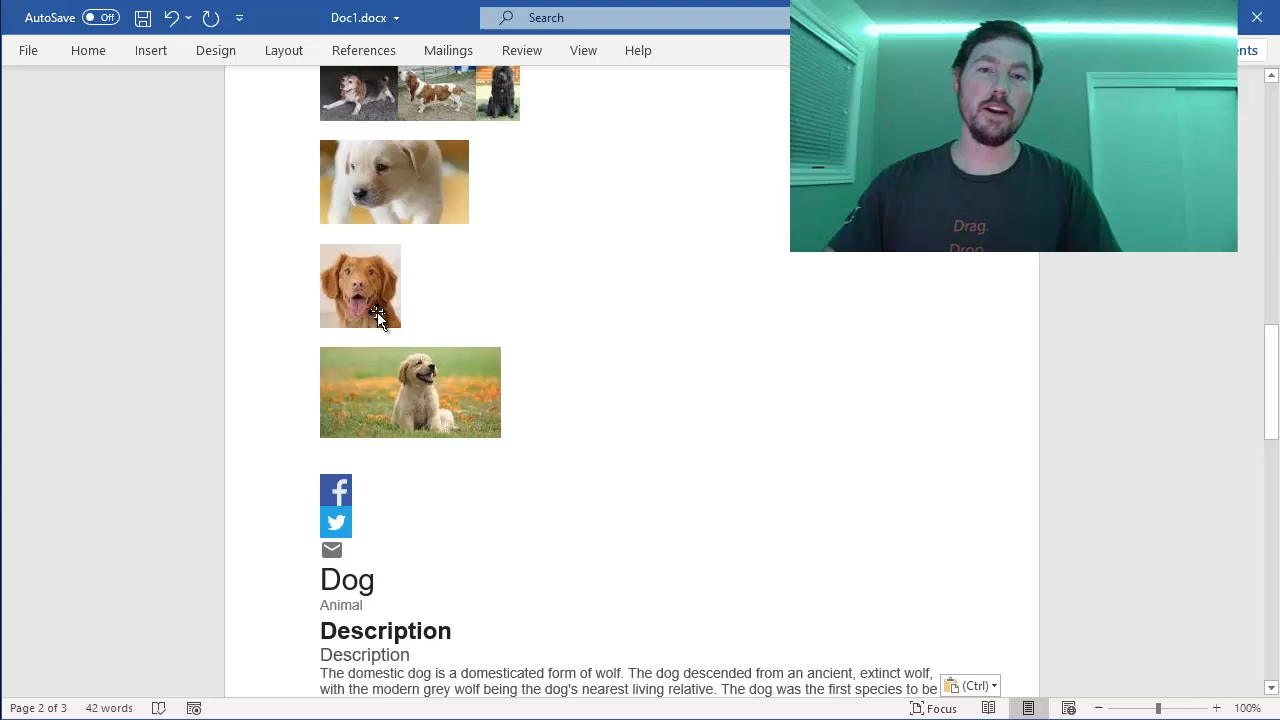 AutoSave Off Doc1.docx Search
File Home Insert Design Layout References Mailings Review View Help
Drag.
Drop.
Dog
Animal
Description
Description
The domestic dog is a domesticated form of wolf. The dog descended from an ancient, extinct wolf,
with the modern grey wolf being the dog's nearest living relative. The dog was the first species to be
(Ctrl)
Page 2 of 3 42 words Focus 100%